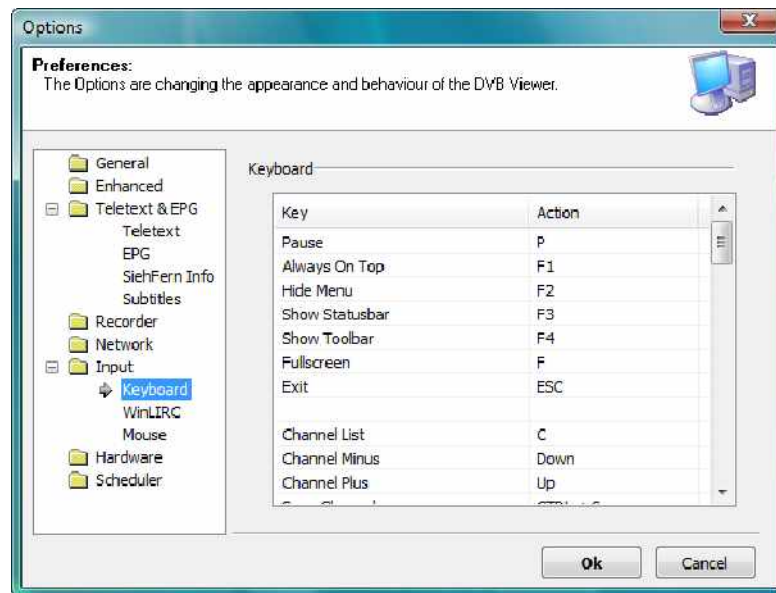 Options
Preferences:
The Options are changing the appearance and behaviour of the DVB Viewer.
General
Enhanced
Teletext & EPG
Teletext
EPG
SiehFern Info
Subtitles
Recorder
Network
Input
Keyboard
WinLIRC
Mouse
Hardware
Scheduler
Keyboard
Key Action
Pause P
Always On Top F1
Hide Menu F2
Show Statusbar F3
Show Toolbar F4
Fullscreen F
Exit ESC
Channel List C
Channel Minus Down
Channel Plus Up
Ok Cancel